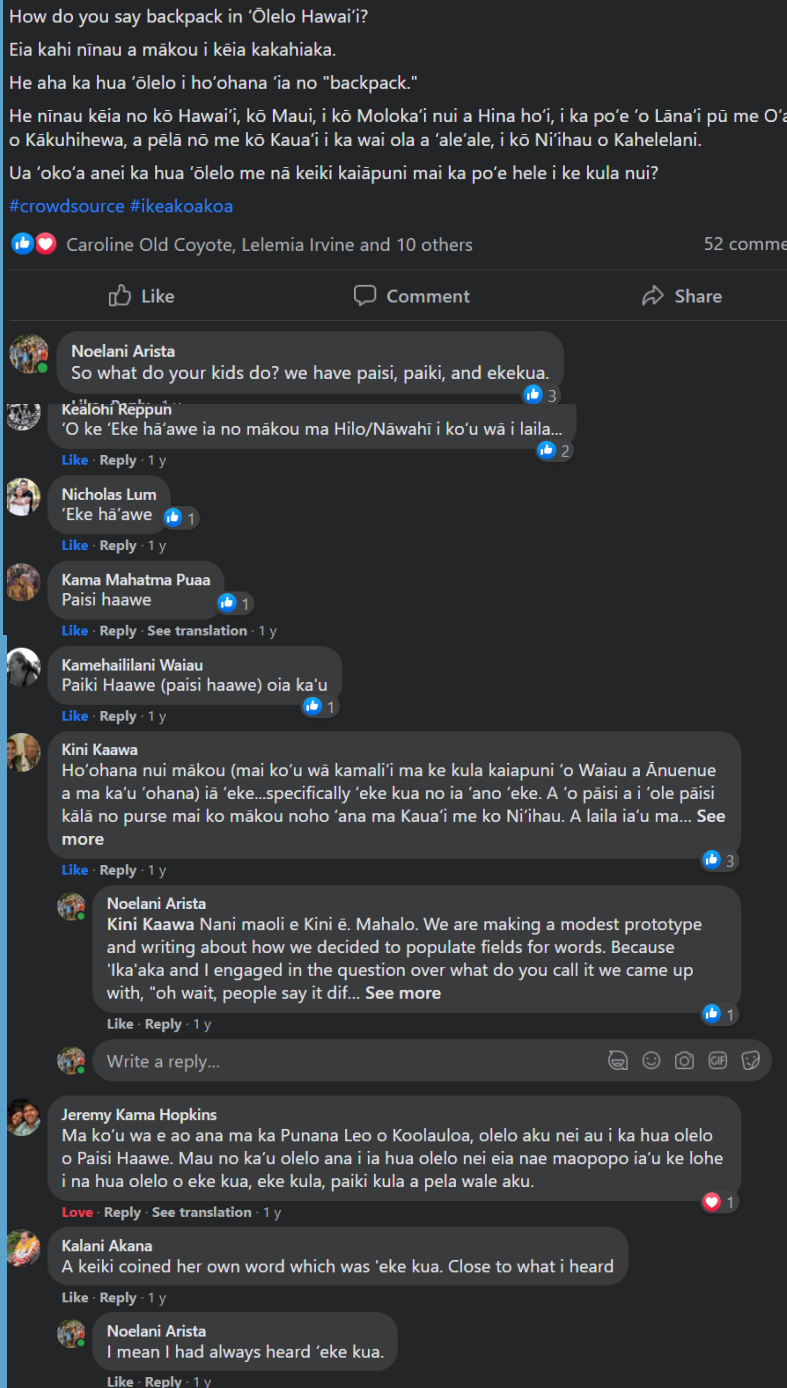 How do you say backpack in ʻŌlelo Hawaiʻi?
Eia kahi nīnau a mākou i kēia kakahiaka.
He aha ka hua ʻōlelo i hoʻohana ʻia no "backpack."
He nīnau kēia no kō Hawaiʻi, kō Maui, i kō Molokaʻi nui a Hina hoʻi, i ka poʻe ʻo Lānaʻi pū me Oʻa
o Kākuhihewa, a pēlā nō me kō Kauaʻi i ka wai ola a ʻaleʻale, i kō Niʻihau o Kahelelani.
Ua ʻokoʻa anei ka hua ʻōlelo me nā keiki kaiāpuni mai ka poʻe hele i ke kula nui?
#crowdsource #ikeakoakoa
Caroline Old Coyote, Lelemia Irvine and 10 others 52 comme
Like Comment Share
Noelani Arista
So what do your kids do? we have paisi, paiki, and ekekua.
3
Kealohi Reppun
ʻO ke ʻEke hāʻawe ia no mākou ma Hilo/Nāwahī i koʻu wā i laila...
2
Like · Reply · 1 y
Nicholas Lum
ʻEke hāʻawe
1
Like · Reply · 1 y
Kama Mahatma Puaa
Paisi haawe
1
Like · Reply · See translation · 1 y
Kamehaililani Waiau
Paiki Haawe (paisi haawe) oia ka'u
1
Like · Reply · 1 y
Kini Kaawa
Hoʻohana nui mākou (mai koʻu wā kamaliʻi ma ke kula kaiapuni ʻo Waiau a Ānuenue
a ma kaʻu ʻohana) iā ʻeke...specifically ʻeke kua no ia ʻano ʻeke. A ʻo pāisi a i ʻole pāisi
kālā no purse mai ko mākou noho ʻana ma Kauaʻi me ko Niʻihau. A laila iaʻu ma... See
more
3
Like · Reply · 1 y
Noelani Arista
Kini Kaawa Nani maoli e Kini ē. Mahalo. We are making a modest prototype
and writing about how we decided to populate fields for words. Because
'Ika'aka and I engaged in the question over what do you call it we came up
with, "oh wait, people say it dif... See more
1
Like · Reply · 1 y
Write a reply...
GIF
Jeremy Kama Hopkins
Ma koʻu wa e ao ana ma ka Punana Leo o Koolauloa, olelo aku nei au i ka hua olelo
o Paisi Haawe. Mau no kaʻu olelo ana i ia hua olelo nei eia nae maopopo iaʻu ke lohe
i na hua olelo o eke kua, eke kula, paiki kula a pela wale aku.
1
Love · Reply · See translation · 1 y
Kalani Akana
A keiki coined her own word which was 'eke kua. Close to what i heard
Like · Reply · 1 y
Noelani Arista
I mean I had always heard ʻeke kua.
Like · Reply · 1 y